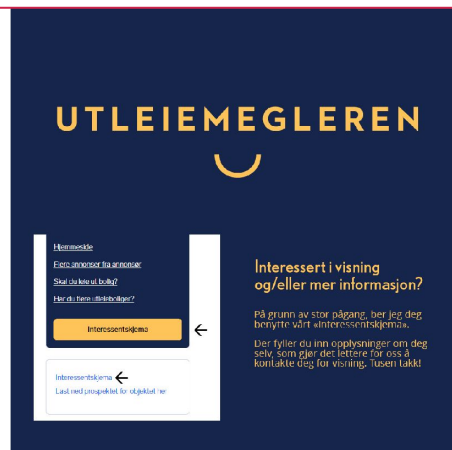 UTLEIEMEGLEREN
Hjemmeside
Flere annonser fra annonsør
Skal du leie ut bolig?
Har du flere utleieboliger?
Interessentskjema
Interessentskjema
Last ned prospektet for objektet her
Interessert i visning
og/eller mer informasjon?
På grunn av stor pågang, ber jeg deg
benytte vårt «Interessentskjema».
Der fyller du inn opplysninger om deg
selv, som gjør det lettere for oss å
kontakte deg for visning. Tusen takk!